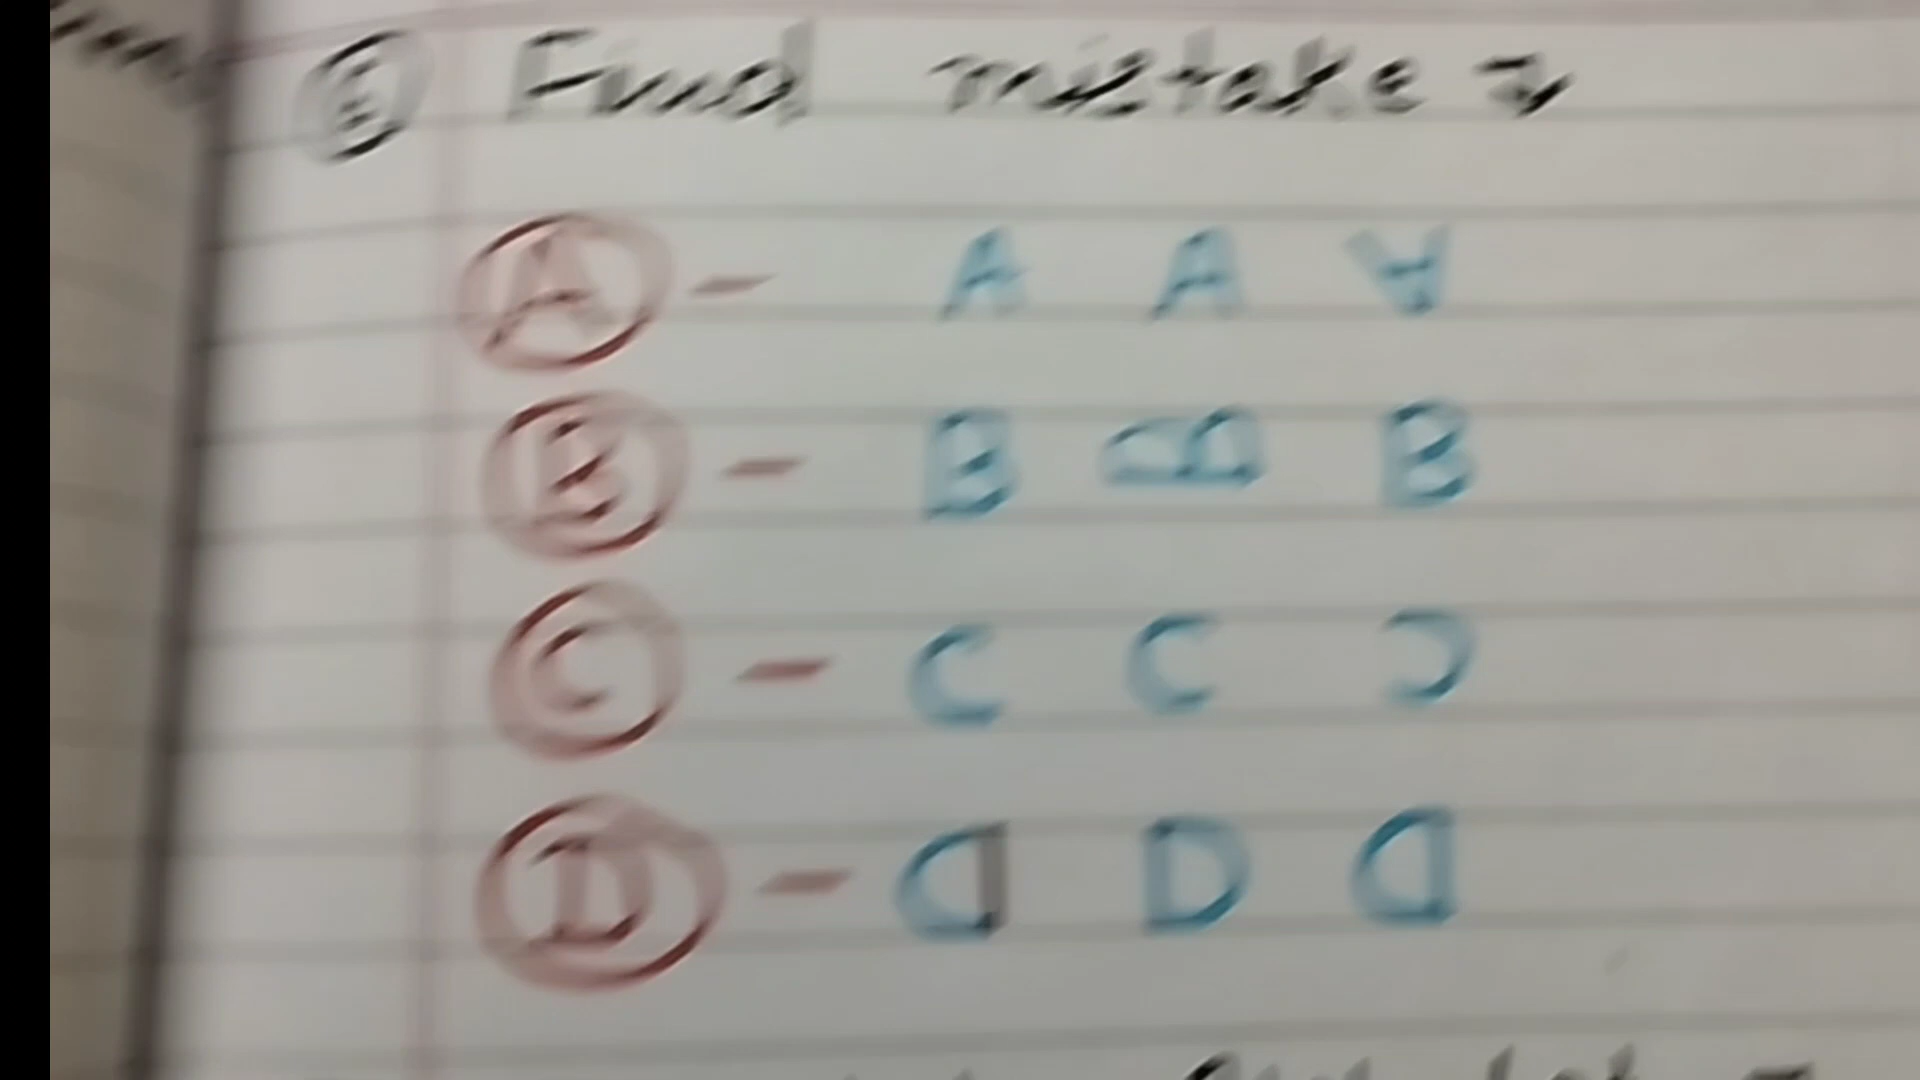 Find mistake
A - A A ∀
B - B B B
C - C C Ɔ
D - ᗡ D ᗡ